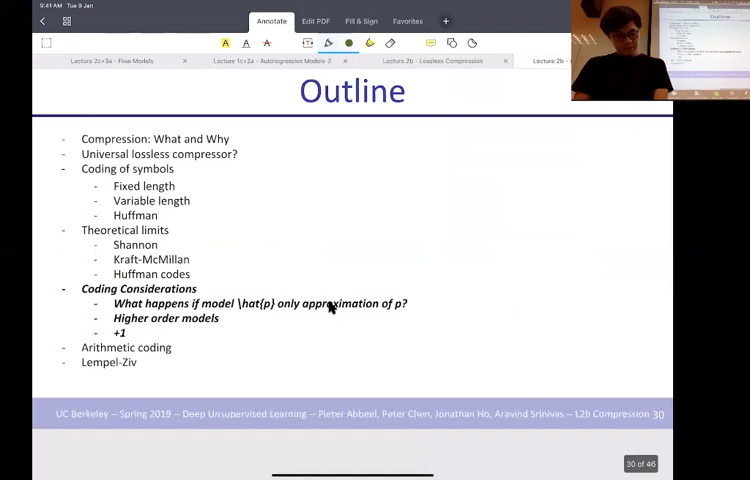 9:41 AM Tue 9 Jan
Annotate Edit PDF Fill & Sign Favorites +
Lecture 2c+3a - Flow Models × Lecture 1c+2a - Autoregressive Models-2 × Lecture 2b - Lossless Compression × Lecture 2b -
Outline
- Compression: What and Why
- Universal lossless compressor?
- Coding of symbols
- Fixed length
- Variable length
- Huffman
- Theoretical limits
- Shannon
- Kraft-McMillan
- Huffman codes
- Coding Considerations
- What happens if model \hat{p} only approximation of p?
- Higher order models
- +1
- Arithmetic coding
- Lempel-Ziv
UC Berkeley -- Spring 2019 -- Deep Unsupervised Learning -- Pieter Abbeel, Peter Chen, Jonathan Ho, Aravind Srinivas -- L2b Compression 30
30 of 46
Outline